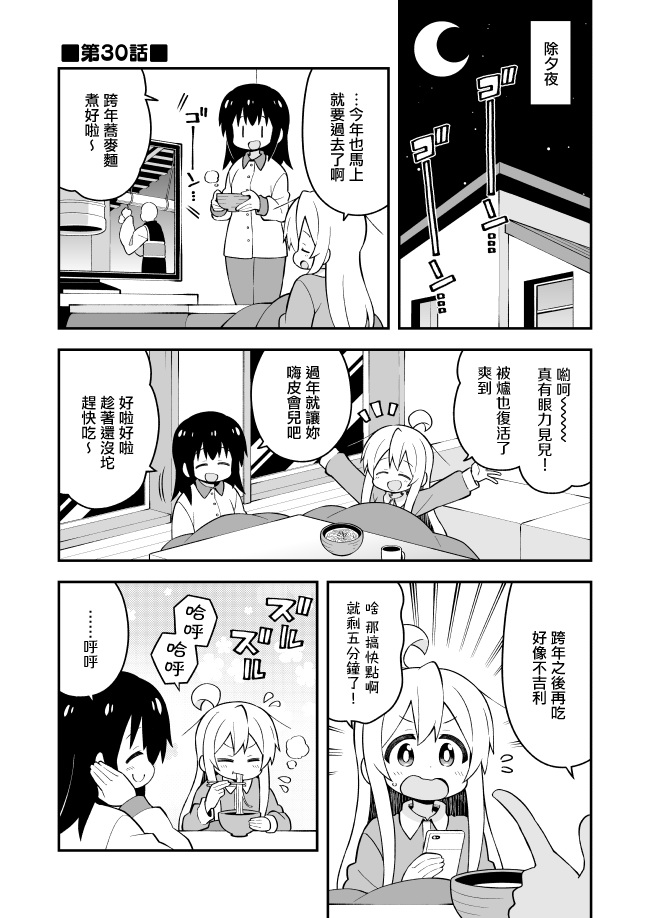 ■第30話■
除夕夜
ゴーン…
ゴーン…
…今年也馬上
就要過去了啊
ゴーン…
跨年蕎麥麵
煮好啦～
喲呵～～～
真有眼力見兒！
被爐也復活了
爽到
過年就讓妳
嗨皮會兒吧
好啦好啦
趁著還沒坨
趕快吃～
跨年之後再吃
好像不吉利
啥 那搞快點啊
就剩五分鐘了！
ズルルル
ズルル
哈呼
哈呼
……呼呼